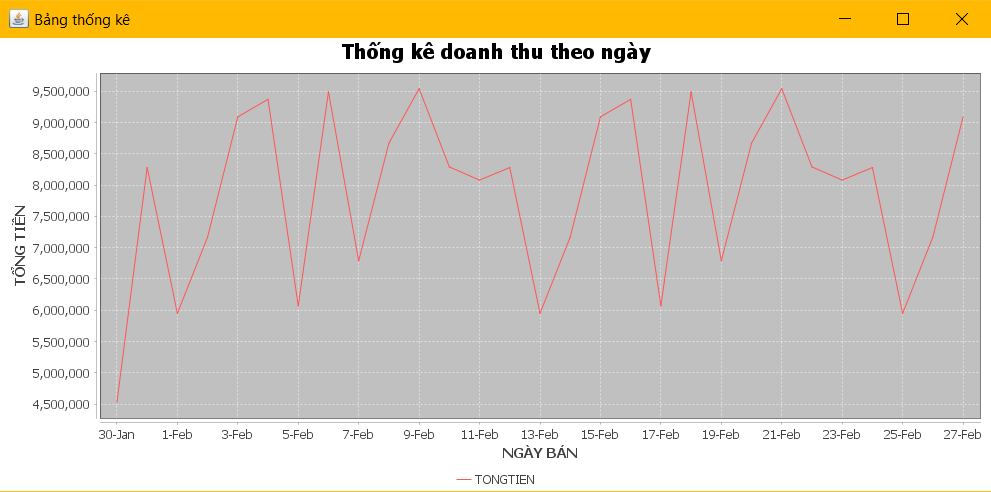 Bảng thống kê
Thống kê doanh thu theo ngày
TỔNG TIỀN
9,500,000
9,000,000
8,500,000
8,000,000
7,500,000
7,000,000
6,500,000
6,000,000
5,500,000
5,000,000
4,500,000
30-Jan 1-Feb 3-Feb 5-Feb 7-Feb 9-Feb 11-Feb 13-Feb 15-Feb 17-Feb 19-Feb 21-Feb 23-Feb 25-Feb 27-Feb
NGÀY BÁN
TONGTIEN